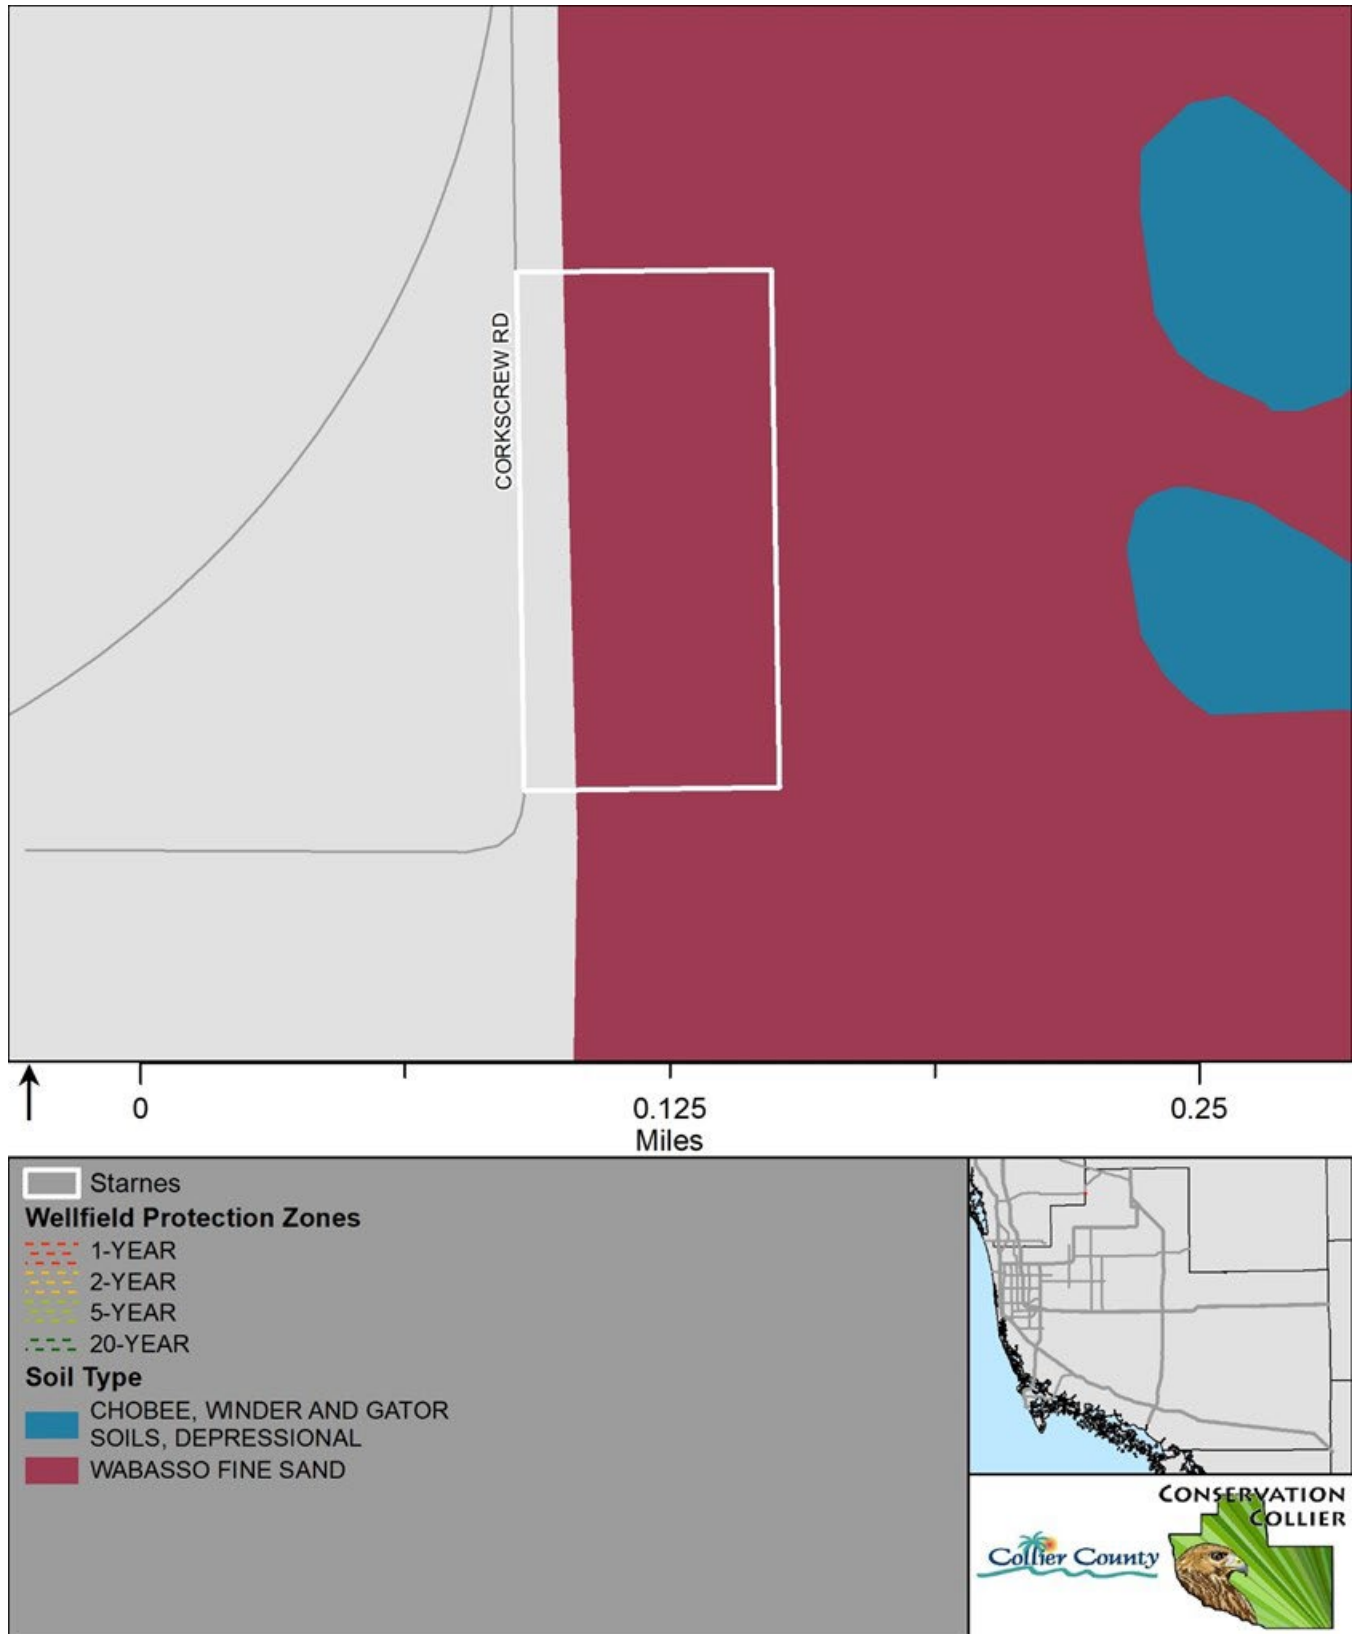 CORKSCREW RD
0
0.125
0.25
Miles
Starnes
Wellfield Protection Zones
1-YEAR
2-YEAR
5-YEAR
20-YEAR
Soil Type
CHOBEE, WINDER AND GATOR
SOILS, DEPRESSIONAL
WABASSO FINE SAND
CONSERVATION
COLLIER
Collier County